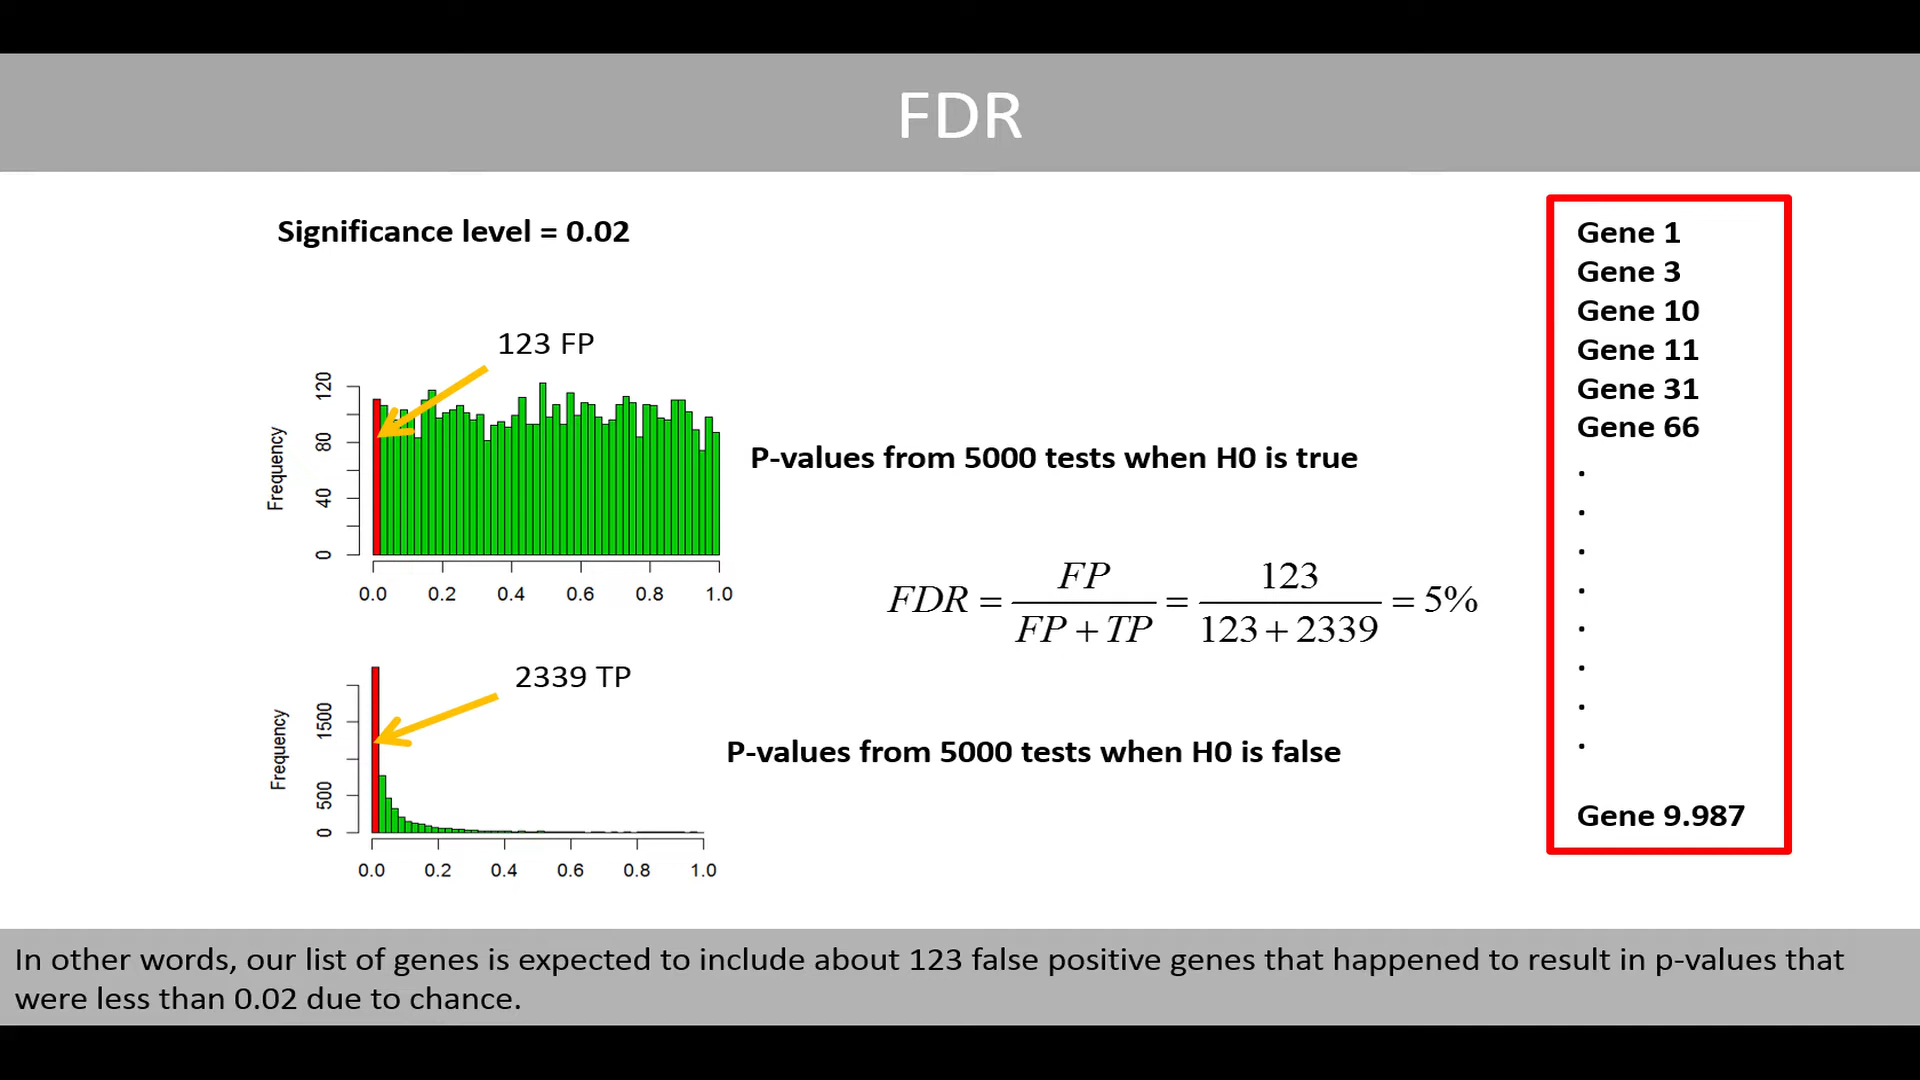 FDR
Significance level = 0.02
123 FP
Frequency
120
80
40
0
0.0 0.2 0.4 0.6 0.8 1.0
P-values from 5000 tests when H0 is true
FDR = FP / FP + TP = 123 / 123 + 2339 = 5%
2339 TP
Frequency
1500
500
0
0.0 0.2 0.4 0.6 0.8 1.0
P-values from 5000 tests when H0 is false
Gene 1
Gene 3
Gene 10
Gene 11
Gene 31
Gene 66
.
.
.
.
.
.
.
.
Gene 9.987
In other words, our list of genes is expected to include about 123 false positive genes that happened to result in p-values that
were less than 0.02 due to chance.